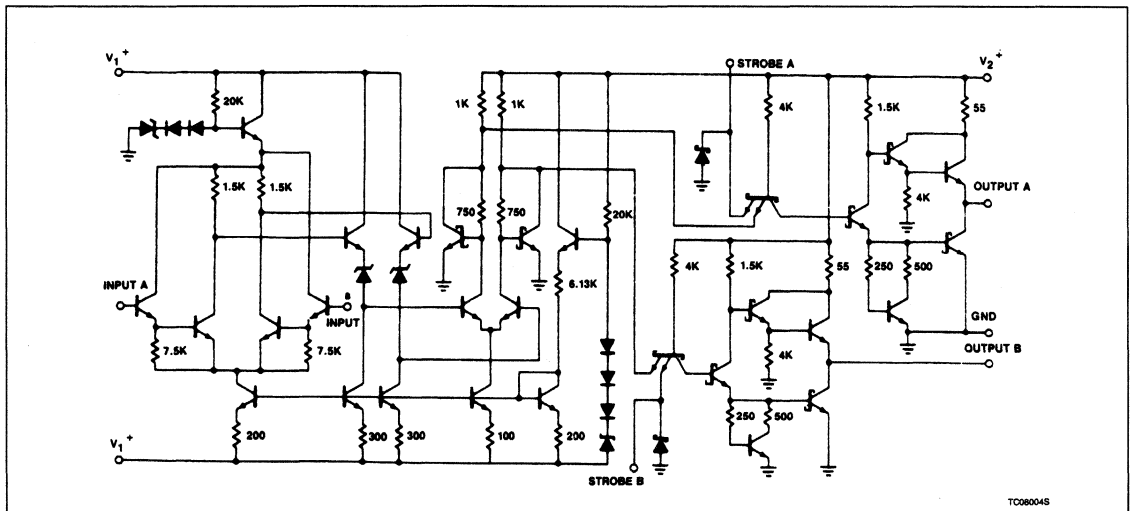 V1+
STROBE A
V2+
20K
1K
1K
4K
1.5K
55
1.5K
1.5K
OUTPUT A
4K
750
750
20K
4K
1.5K
55
250
500
6.13K
INPUT A
B
INPUT
GND
OUTPUT B
7.5K
7.5K
4K
250
500
V1+
200
300
300
100
200
STROBE B
TC08004S